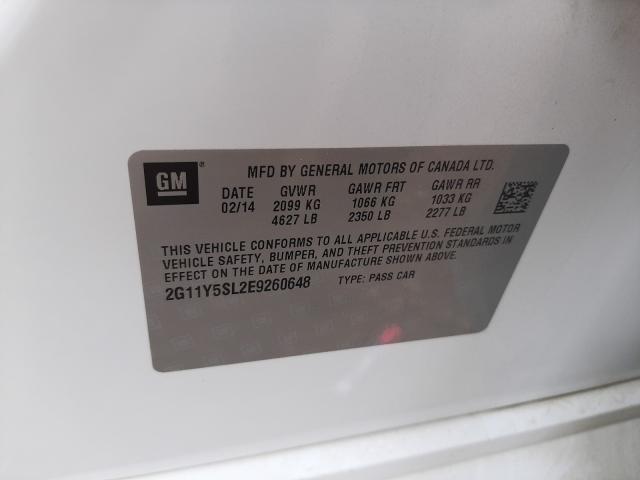 GM®
MFD BY GENERAL MOTORS OF CANADA LTD.
DATE GVWR GAWR FRT GAWR RR
02/14 2099 KG 1066 KG 1033 KG
4627 LB 2350 LB 2277 LB
THIS VEHICLE CONFORMS TO ALL APPLICABLE U.S. FEDERAL MOTOR
VEHICLE SAFETY, BUMPER, AND THEFT PREVENTION STANDARDS IN
EFFECT ON THE DATE OF MANUFACTURE SHOWN ABOVE.
2G11Y5SL2E9260648 TYPE: PASS CAR